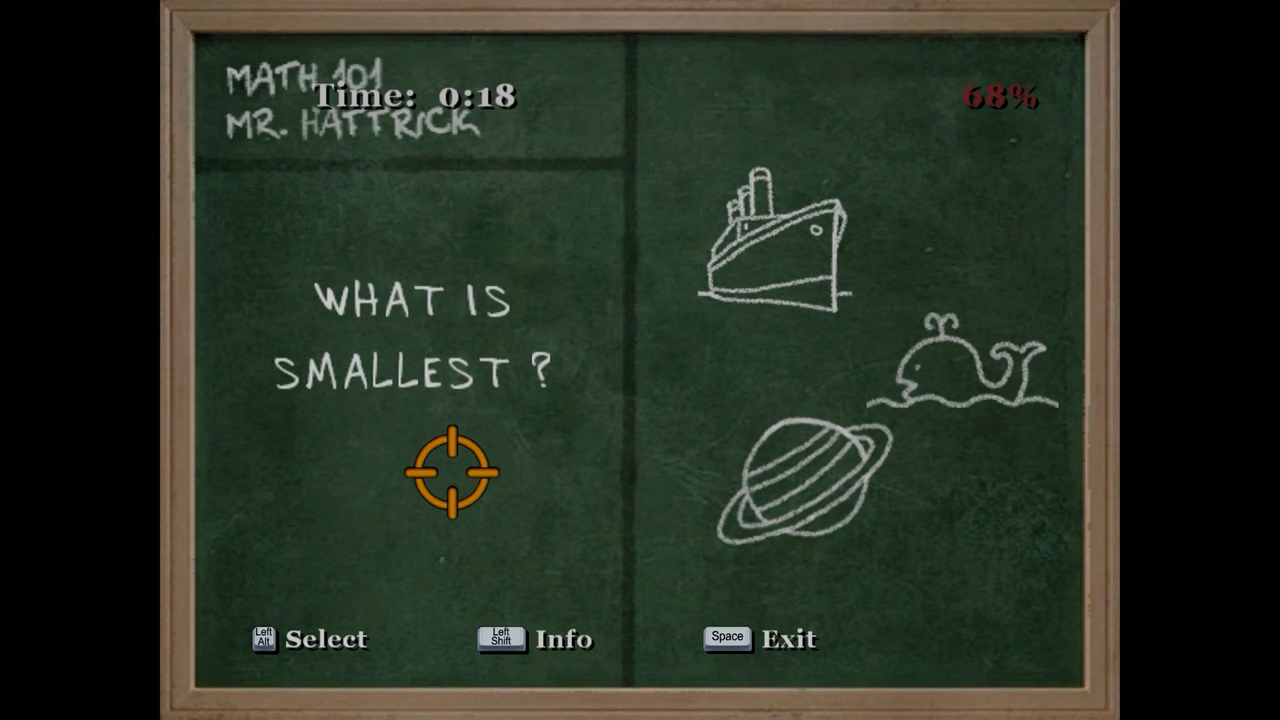 MATH 101
Time: 0:18
68%
MR. HATTRICK
WHAT IS
SMALLEST ?
Left Alt Select
Left Shift Info
Space Exit